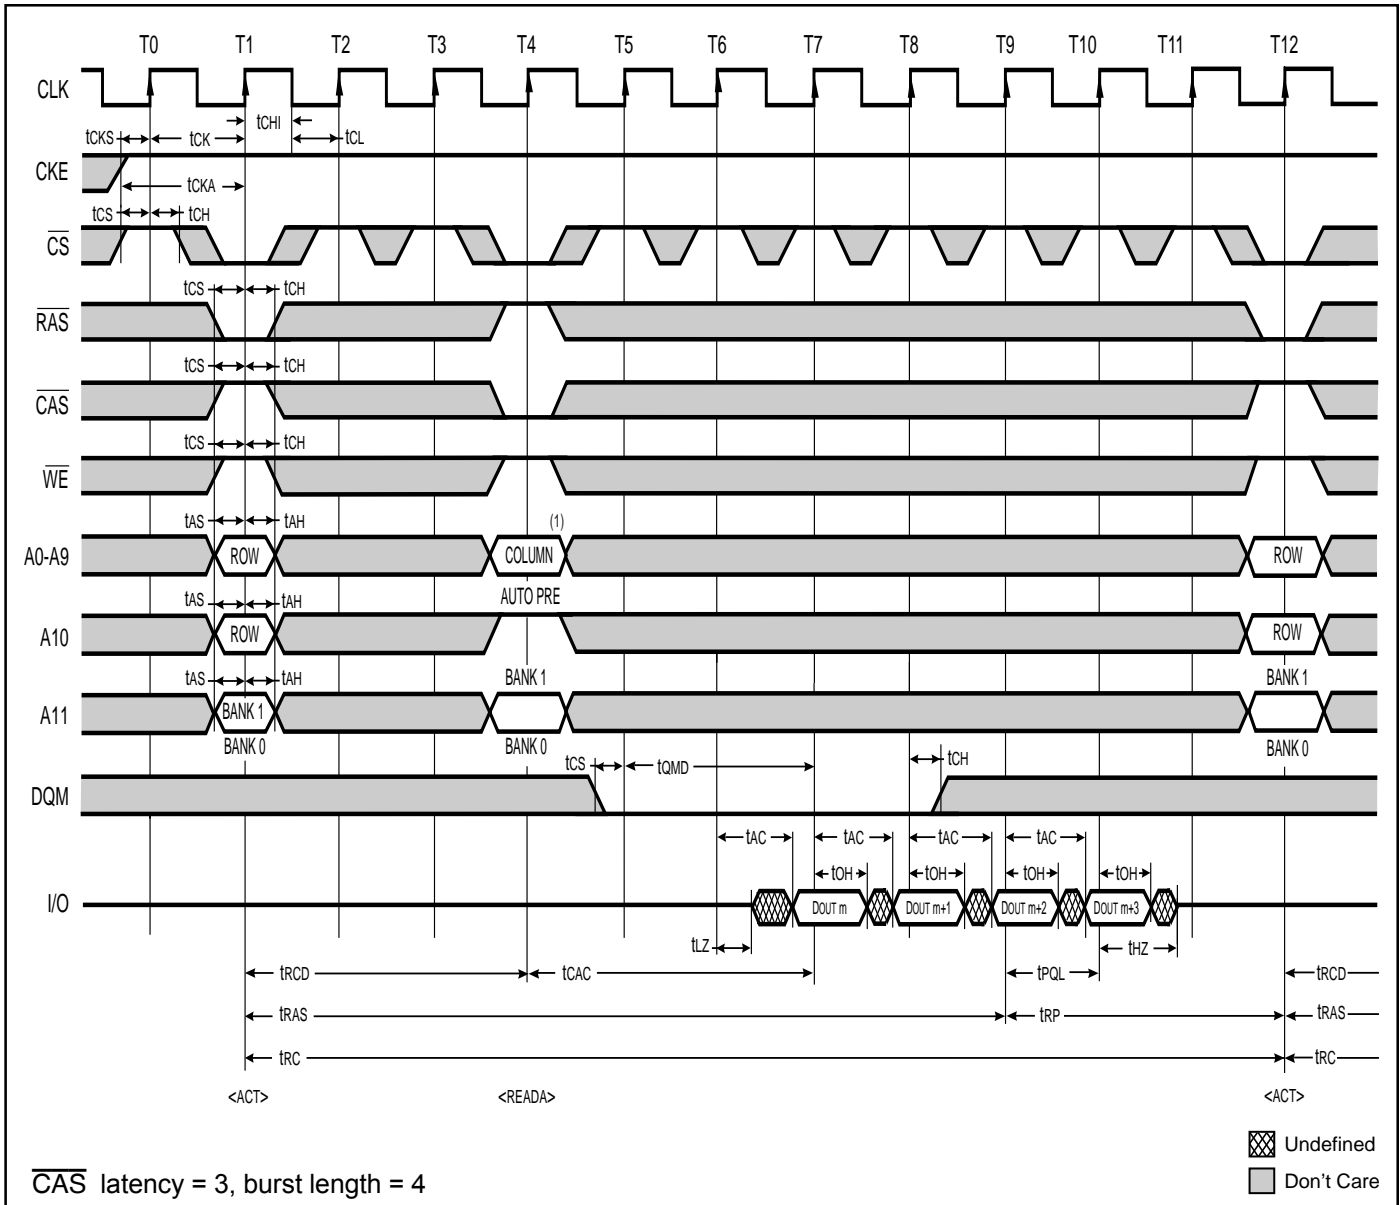 T0 T1 T2 T3 T4 T5 T6 T7 T8 T9 T10 T11 T12
CLK
tCHI
tCKS tCK tCL
CKE
tCKA
tCS tCH
CS
tCS tCH
RAS
tCS tCH
CAS
tCS tCH
WE
tAS tAH (1)
A0-A9 ROW COLUMN ROW
tAS tAH AUTO PRE
A10 ROW ROW
tAS tAH BANK 1 BANK 1
A11 BANK 1
BANK 0 BANK 0 BANK 0
tCS tQMD tCH
DQM
tAC tAC tAC tAC
tOH tOH tOH tOH
I/O DOUT m DOUT m+1 DOUT m+2 DOUT m+3
tLZ tHZ
tRCD tCAC tPQL tRCD
tRAS tRP tRAS
tRC tRC
<ACT> <READA> <ACT>
Undefined
Don't Care
CAS latency = 3, burst length = 4